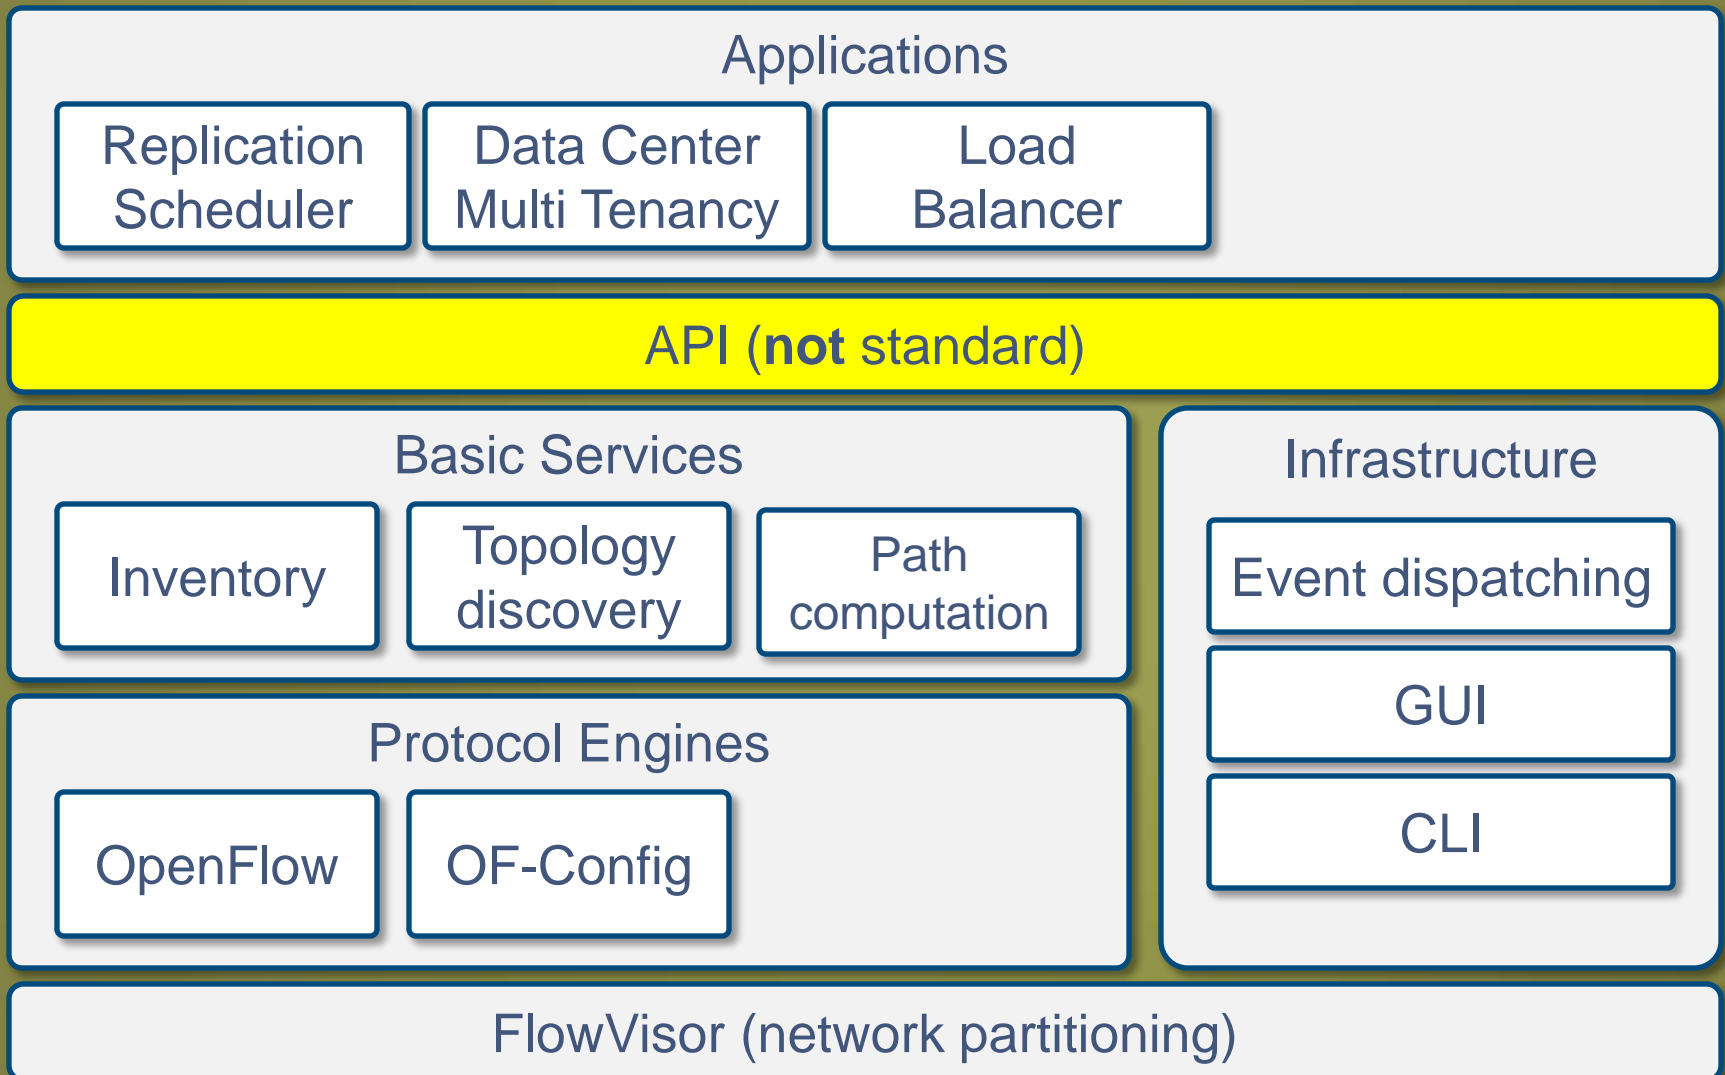 Applications
Replication
Scheduler
Data Center
Multi Tenancy
Load
Balancer
API (not standard)
Basic Services
Inventory
Topology
discovery
Path
computation
Infrastructure
Event dispatching
GUI
CLI
Protocol Engines
OpenFlow
OF-Config
FlowVisor (network partitioning)